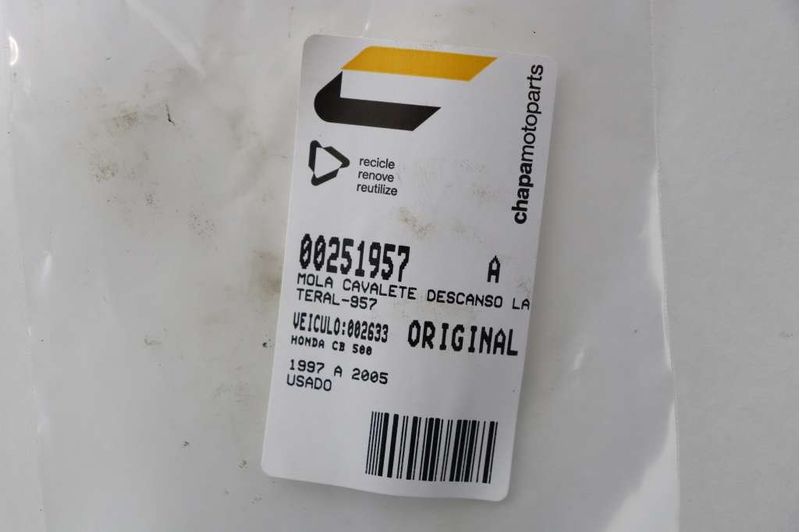 chapamotoparts
recicle
renove
reutilize
00251957 A
MOLA CAVALETE DESCANSO LA
TERAL-957
VEICULO:002633 ORIGINAL
HONDA CB 500
1997 A 2005
USADO